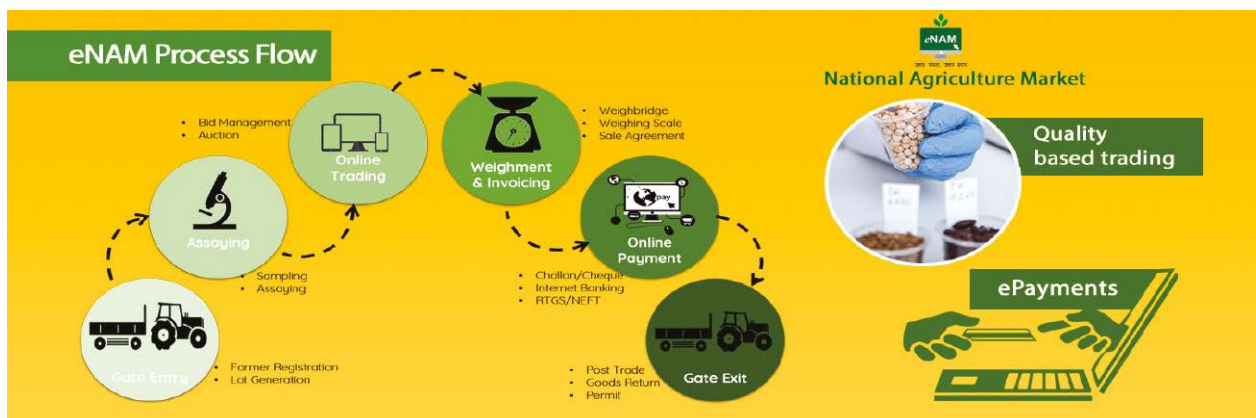 eNAM Process Flow
Gate Entry
• Farmer Registration
• Lot Generation
Assaying
• Sampling
• Assaying
Online
Trading
• Bid Management
• Auction
Weighment
& Invoicing
• Weighbridge
• Weighing Scale
• Sale Agreement
pay
Online
Payment
• Challan/Cheque
• Internet Banking
• RTGS/NEFT
Gate Exit
• Post Trade
• Goods Return
• Permit
eNAM
National Agriculture Market
Quality
based trading
ePayments